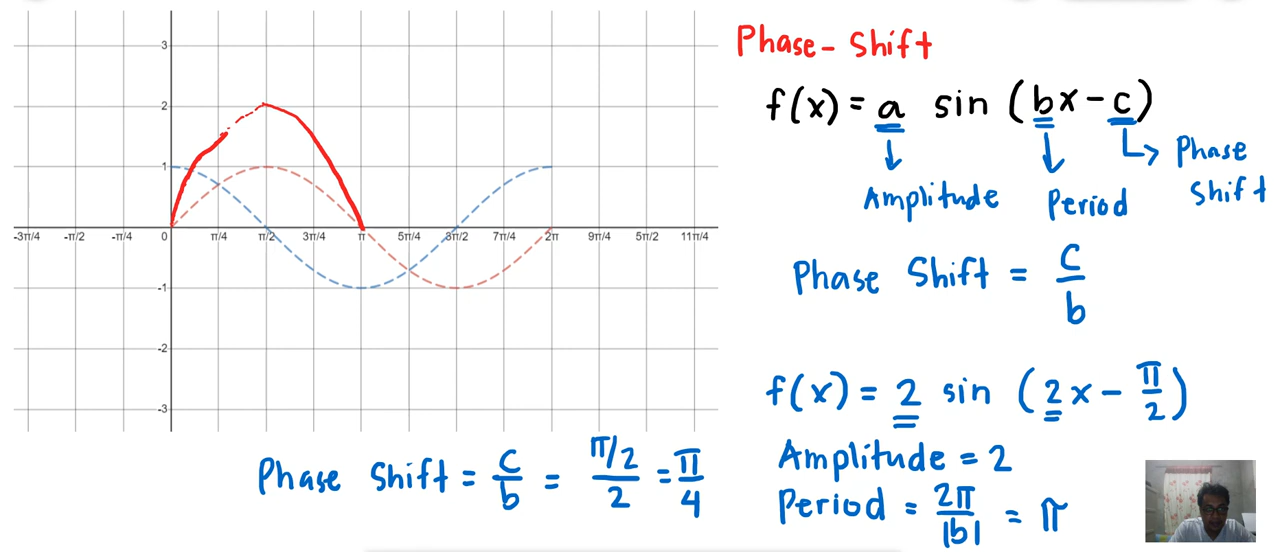 Phase-Shift
f(x) = a sin (bx - c)
Amplitude
Period
Phase Shift
Phase Shift = c/b
f(x) = 2 sin (2x - π/2)
Amplitude = 2
Period = 2π/|b| = π
Phase Shift = c/b = (π/2)/2 = π/4
3
2
1
-3π/4 -π/2 -π/4 0 π/4 π/2 3π/4 π 5π/4 3π/2 7π/4 2π 9π/4 5π/2 11π/4
-1
-2
-3